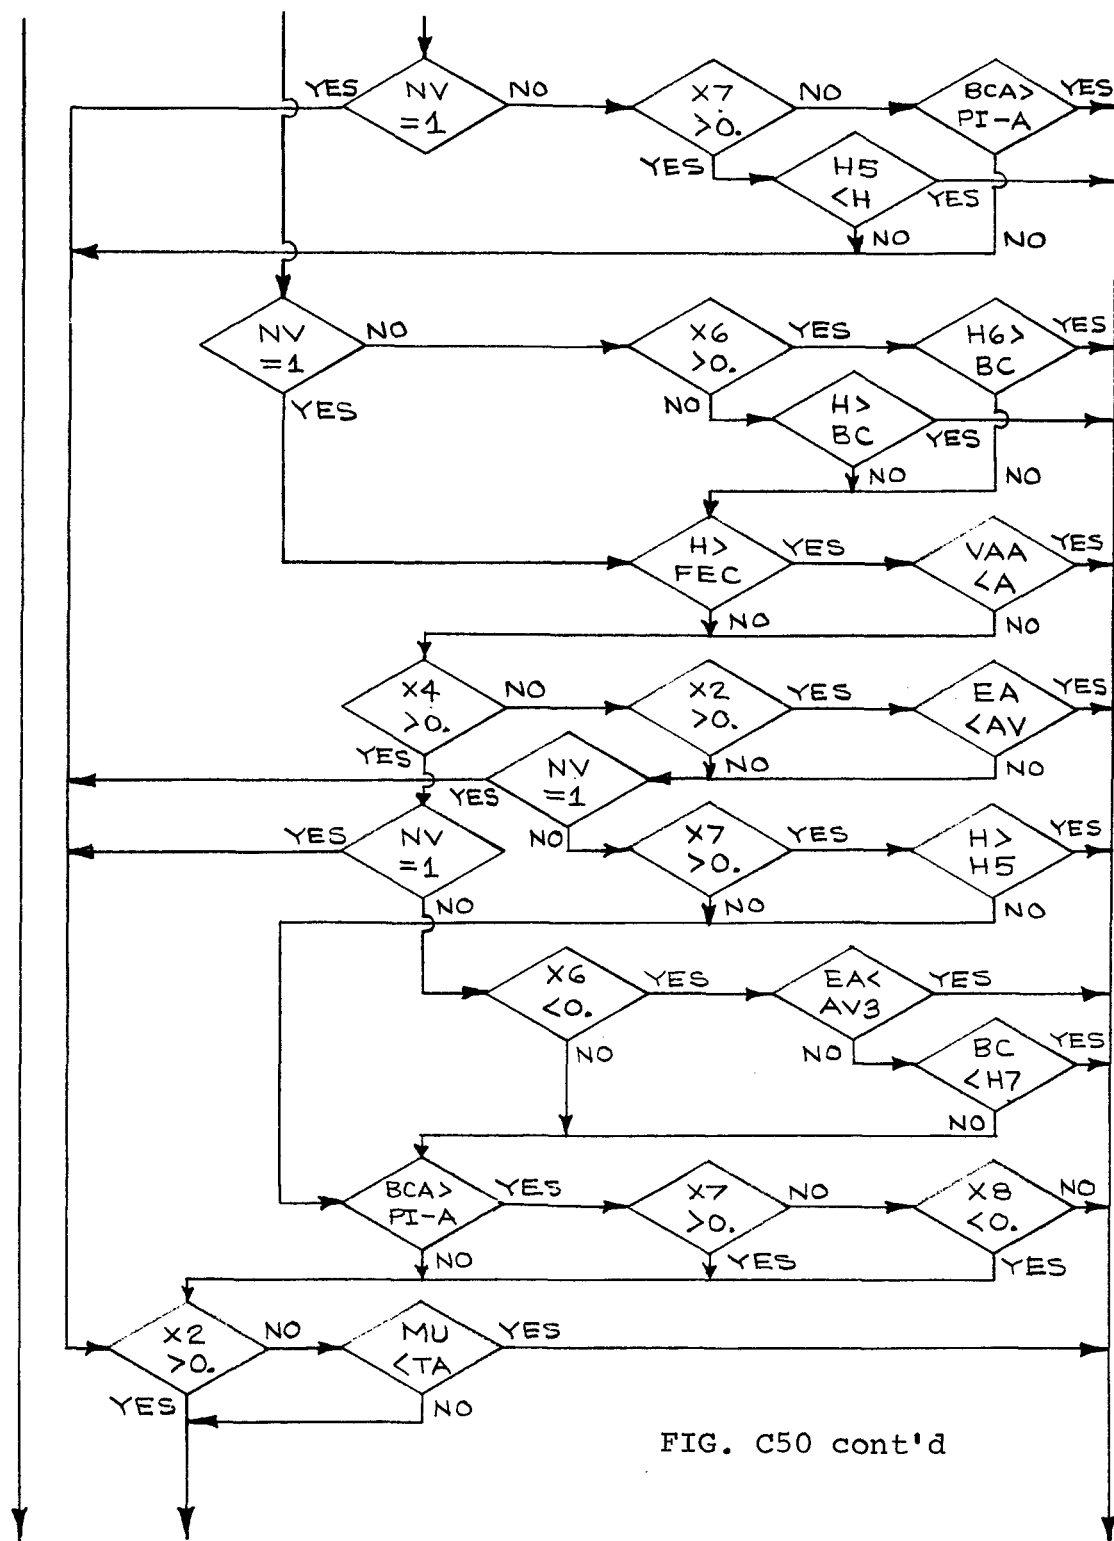 YES
NV
=1
NO
X7
>0.
NO
BCA>
PI-A
YES
YES
H5
<H
YES
NO
NO
NV
=1
NO
YES
X6
>0.
YES
H6>
BC
YES
NO
H>
BC
YES
NO
NO
H>
FEC
YES
VAA
<A
YES
NO
NO
X4
>0.
NO
X2
>0.
YES
EA
<AV
YES
YES
NO
NO
NV
=1
YES
NO
YES
NV
=1
NO
X7
>0.
YES
H>
H5
YES
NO
NO
X6
<0.
YES
EA<
AV3
YES
NO
NO
BC
<H7
YES
NO
BCA>
PI-A
YES
X7
>0.
NO
X8
<0.
NO
NO
YES
YES
X2
>0.
NO
MU
<TA
YES
YES
NO
FIG. C50 cont'd